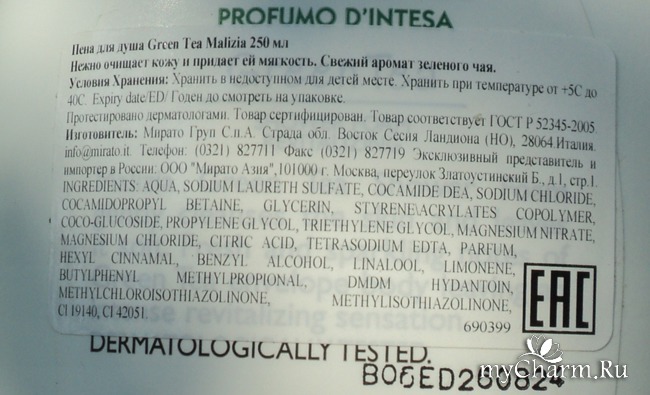 PROFUMO D'INTESA
Пена для душа Green Tea Malizia 250 мл
Нежно очищает кожу и придает ей мягкость. Свежий аромат зеленого чая.
Условия Хранения: Хранить в недоступном для детей месте. Хранить при температуре от +5С до
40С. Expiry date/ED/ Годен до смотреть на упаковке.
Протестировано дерматологами. Товар сертифицирован. Товар соответствует ГОСТ Р 52345-2005
Изготовитель: Мирато Груп С.п.А. Страда обл. Восток Сесия Ландиона (НО), 28064 Италия.
info@mirato.it. Телефон: (0321) 827711 Факс (0321) 827719 Эксклюзивный представитель и
импортер в России: ООО "Мирато Азия",101000 г. Москва, переулок Златоустинский Б., д.1, стр.1.
INGREDIENTS: AQUA, SODIUM LAURETH SULFATE, COCAMIDE DEA, SODIUM CHLORIDE,
COCAMIDOPROPYL BETAINE, GLYCERIN, STYRENE\ACRYLATES COPOLYMER,
COCO-GLUCOSIDE, PROPYLENE GLYCOL, TRIETHYLENE GLYCOL, MAGNESIUM NITRATE,
MAGNESIUM CHLORIDE, CITRIC ACID, TETRASODIUM EDTA, PARFUM,
HEXYL CINNAMAL, BENZYL ALCOHOL, LINALOOL, LIMONENE,
BUTYLPHENYL METHYLPROPIONAL, DMDM HYDANTOIN,
METHYLCHLOROISOTHIAZOLINONE, METHYLISOTHIAZOLINONE,
CI 19140, CI 42051.
EAC
690399
DERMATOLOGICALLY TESTED.
B06ED260824
myCharm.Ru